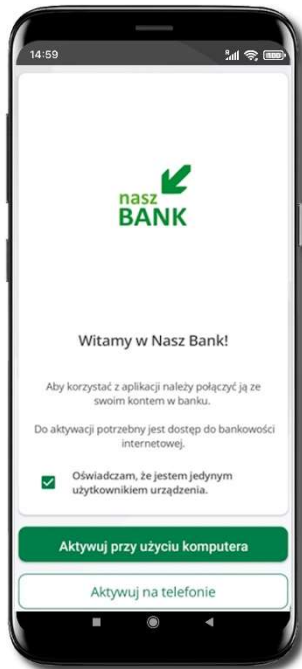 14:59
nasz
BANK
Witamy w Nasz Bank!
Aby korzystać z aplikacji należy połączyć ją ze
swoim kontem w banku.
Do aktywacji potrzebny jest dostęp do bankowości
internetowej.
Oświadczam, że jestem jedynym
użytkownikiem urządzenia.
Aktywuj przy użyciu komputera
Aktywuj na telefonie